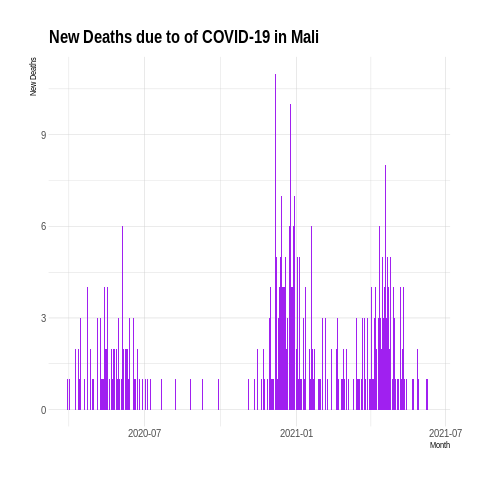 New Deaths due to of COVID-19 in Mali
New Deaths
9
6
3
0
2020-07 2021-01 2021-07
Month